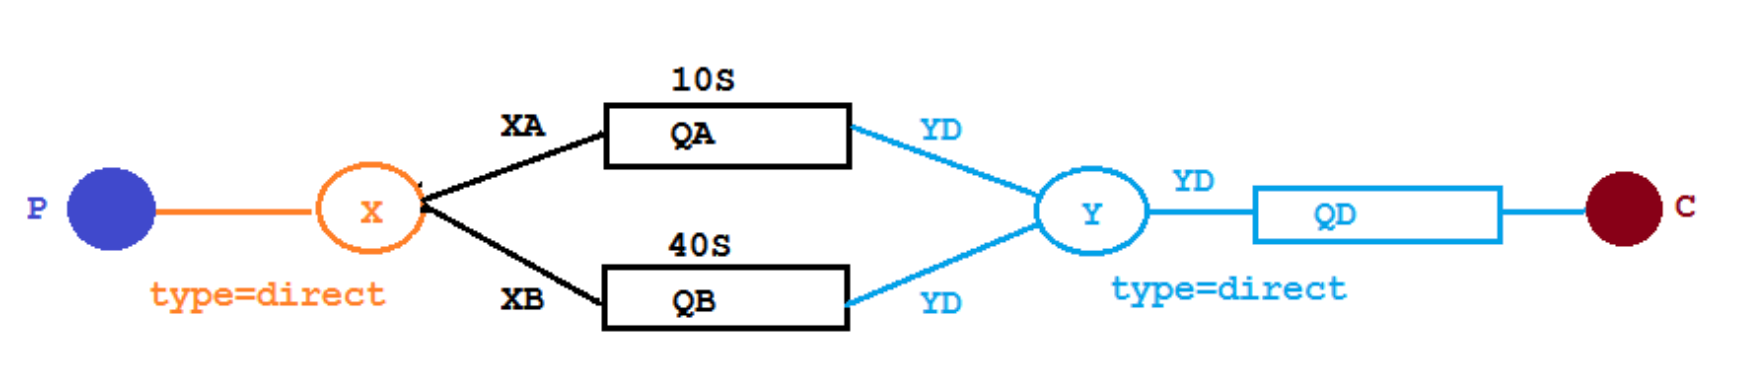 P
X
type=direct
XA
XB
10S
QA
40S
QB
YD
YD
Y
type=direct
YD
QD
C